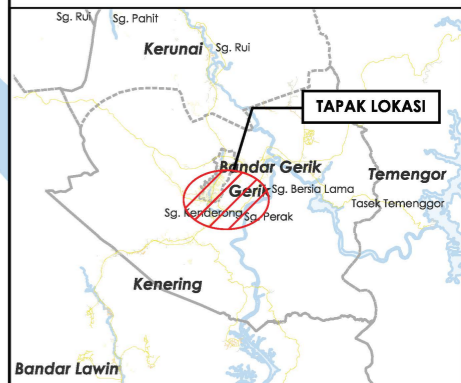 Sg. Rui
Sg. Pahit
Kerunai
Sg. Rui
TAPAK LOKASI
Bandar Gerik
Temengor
Gerik
Sg. Bersia Lama
Tasek Temenggor
Sg. Kenderong
Sg. Perak
Kenering
Bandar Lawin